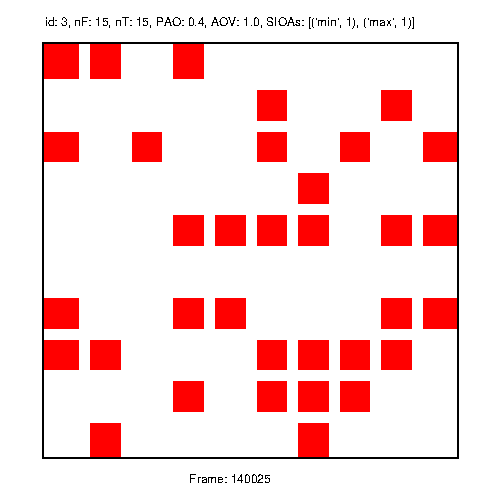 id: 3, nF: 15, nT: 15, PAO: 0.4, AOV: 1.0, SIOAs: [('min', 1), ('max', 1)]
Frame: 140025